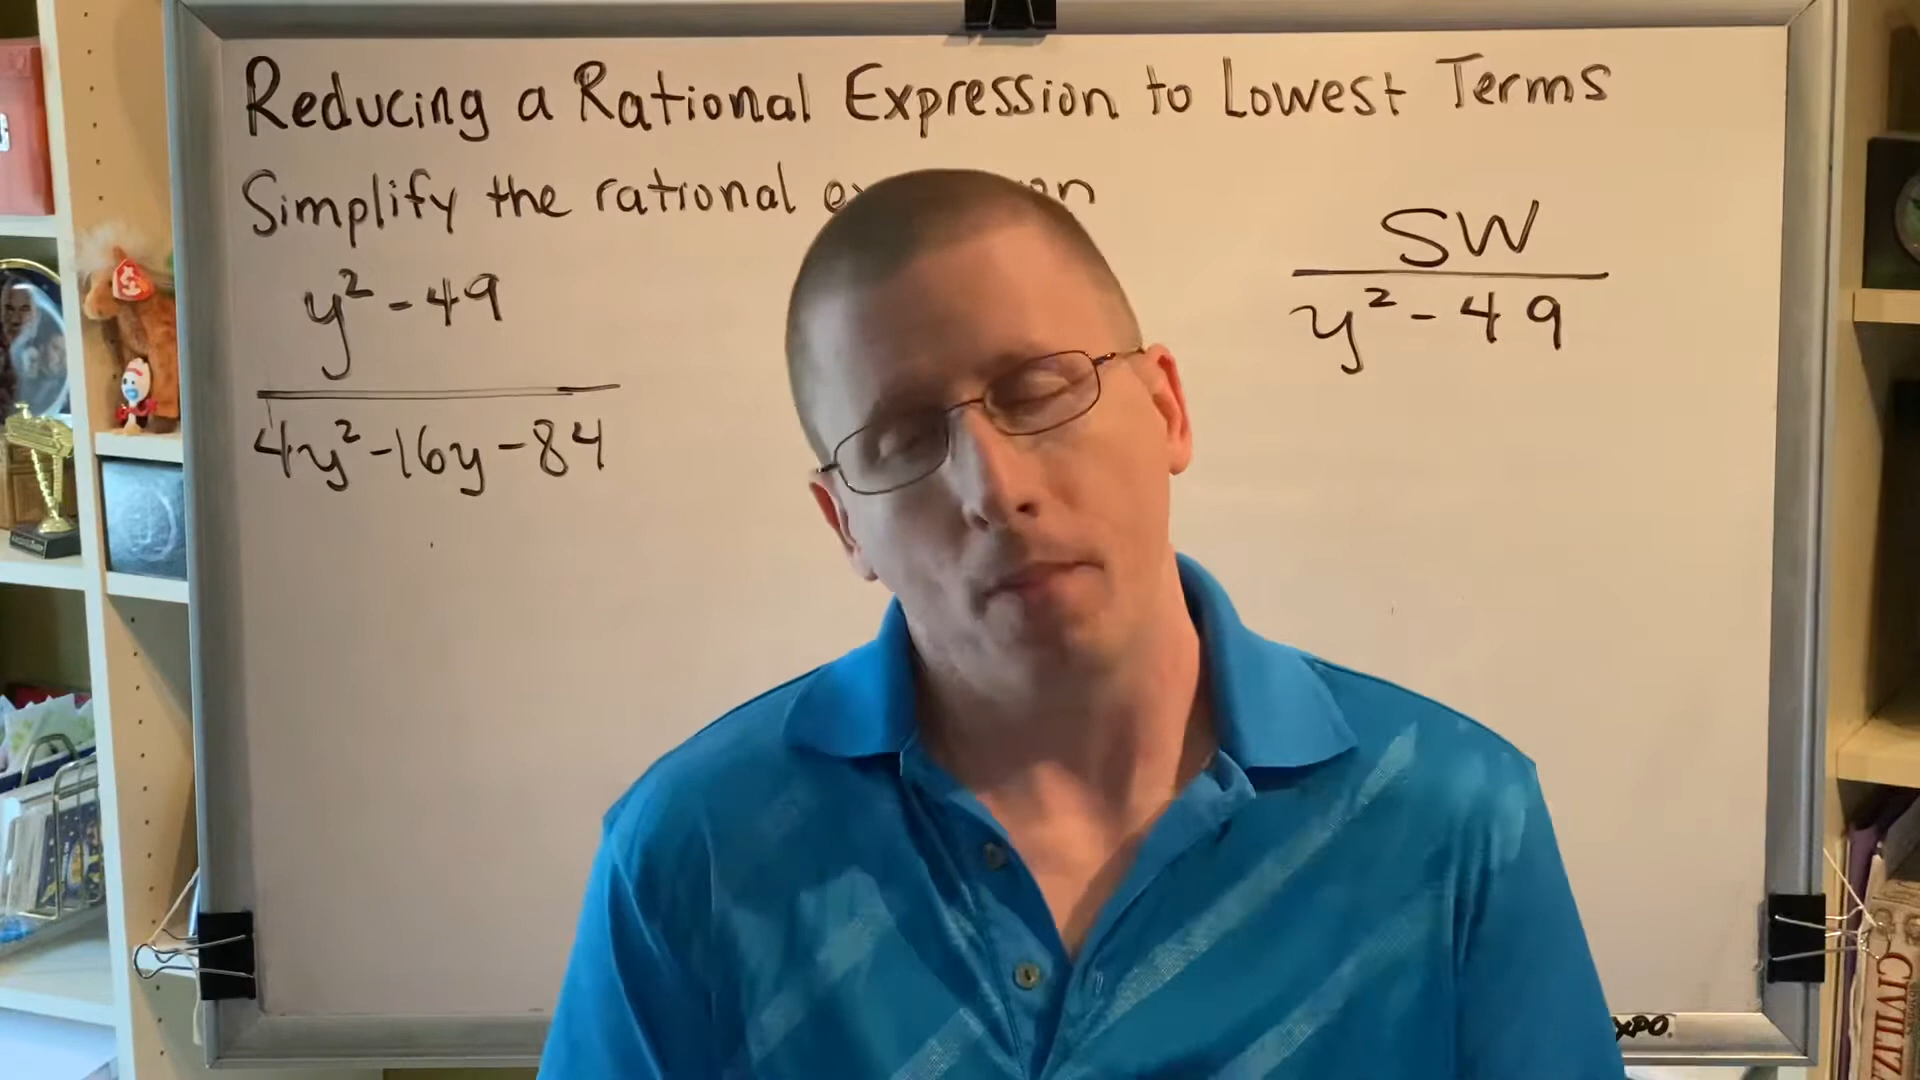 Reducing a Rational Expression to Lowest Terms
Simplify the rational
y² - 49
4y² - 16y - 84
SW
y² - 49